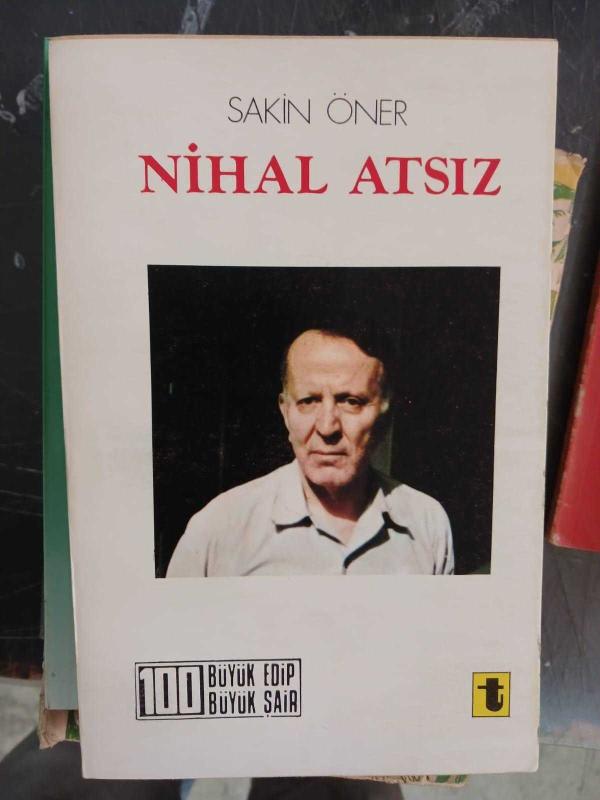 SAKİN ÖNER
NİHAL ATSIZ
100 BÜYÜK EDİP
BÜYÜK ŞAİR
t